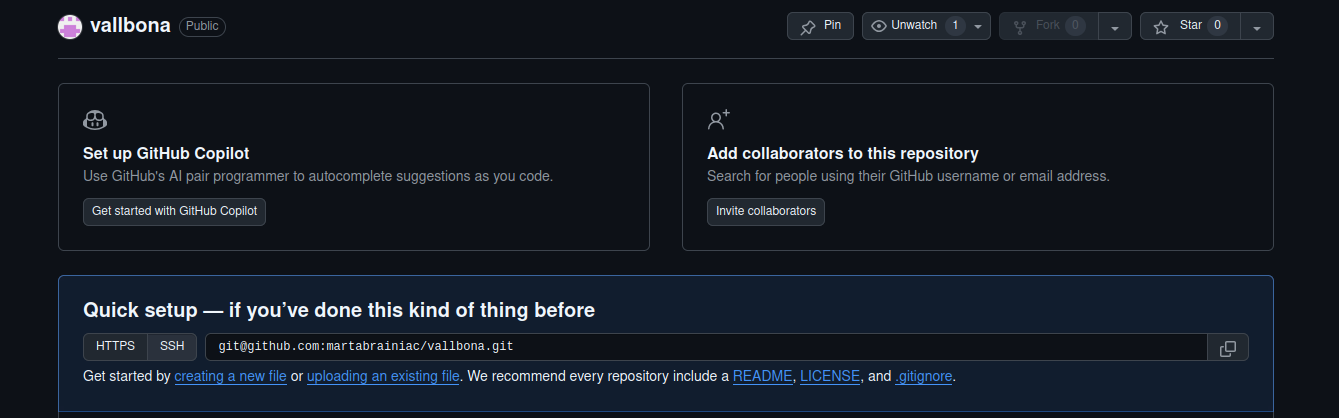 vallbona Public Pin Unwatch 1 Fork 0 Star 0
Set up GitHub Copilot
Use GitHub's AI pair programmer to autocomplete suggestions as you code.
Get started with GitHub Copilot
Add collaborators to this repository
Search for people using their GitHub username or email address.
Invite collaborators
Quick setup — if you’ve done this kind of thing before
HTTPS SSH git@github.com:martabrainiac/vallbona.git
Get started by creating a new file or uploading an existing file. We recommend every repository include a README, LICENSE, and .gitignore.